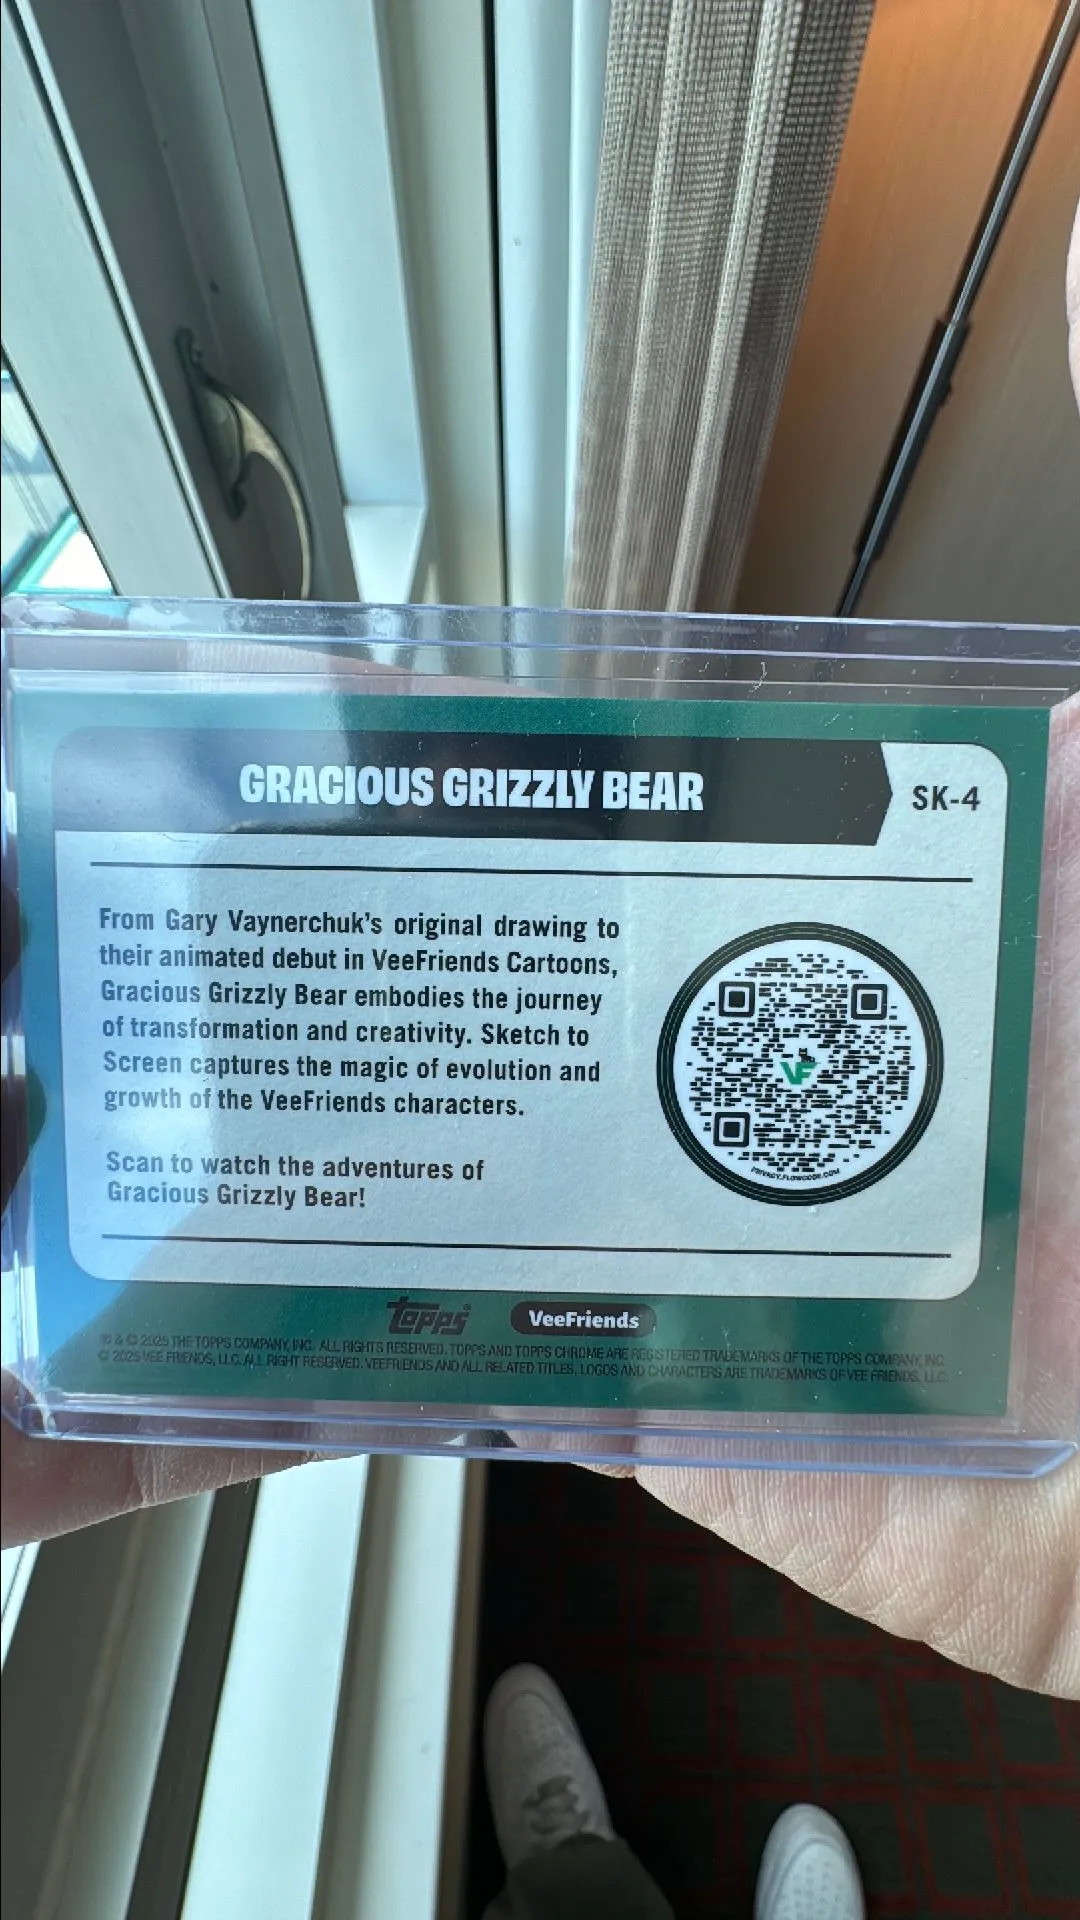 GRACIOUS GRIZZLY BEAR
SK-4
From Gary Vaynerchuk's original drawing to
their animated debut in VeeFriends Cartoons,
Gracious Grizzly Bear embodies the journey
of transformation and creativity. Sketch to
Screen captures the magic of evolution and
growth of the VeeFriends characters.
Scan to watch the adventures of
Gracious Grizzly Bear!
VF
PRIVACY.FLOWCODE.COM
Topps®
VeeFriends
® & © 2025 THE TOPPS COMPANY, INC. ALL RIGHTS RESERVED. TOPPS AND TOPPS CHROME ARE REGISTERED TRADEMARKS OF THE TOPPS COMPANY, INC.
© 2025 VEE FRIENDS, LLC. ALL RIGHT RESERVED. VEEFRIENDS AND ALL RELATED TITLES, LOGOS AND CHARACTERS ARE TRADEMARKS OF VEE FRIENDS, LLC.